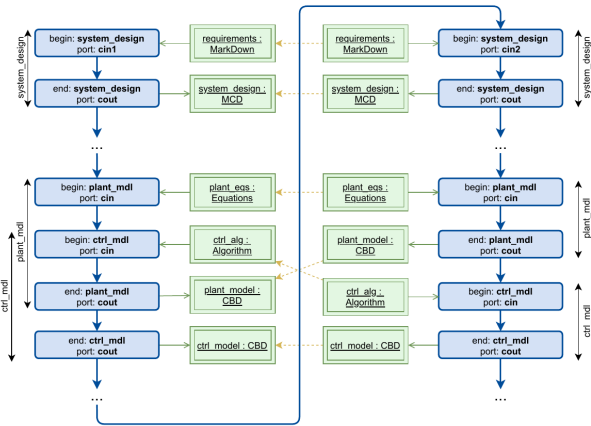 system_design
begin: system_design
port: cin1
requirements :
MarkDown
requirements :
MarkDown
begin: system_design
port: cin2
system_design
end: system_design
port: cout
system_design :
MCD
system_design :
MCD
end: system_design
port: cout
...
...
begin: plant_mdl
port: cin
plant_eqs :
Equations
plant_eqs :
Equations
begin: plant_mdl
port: cin
plant_mdl
plant_mdl
begin: ctrl_mdl
port: cin
ctrl_alg :
Algorithm
plant_model :
CBD
end: plant_mdl
port: cout
ctrl_mdl
end: plant_mdl
port: cout
plant_model :
CBD
ctrl_alg :
Algorithm
begin: ctrl_mdl
port: cin
ctrl_mdl
end: ctrl_mdl
port: cout
ctrl_model : CBD
ctrl_model : CBD
end: ctrl_mdl
port: cout
...
...